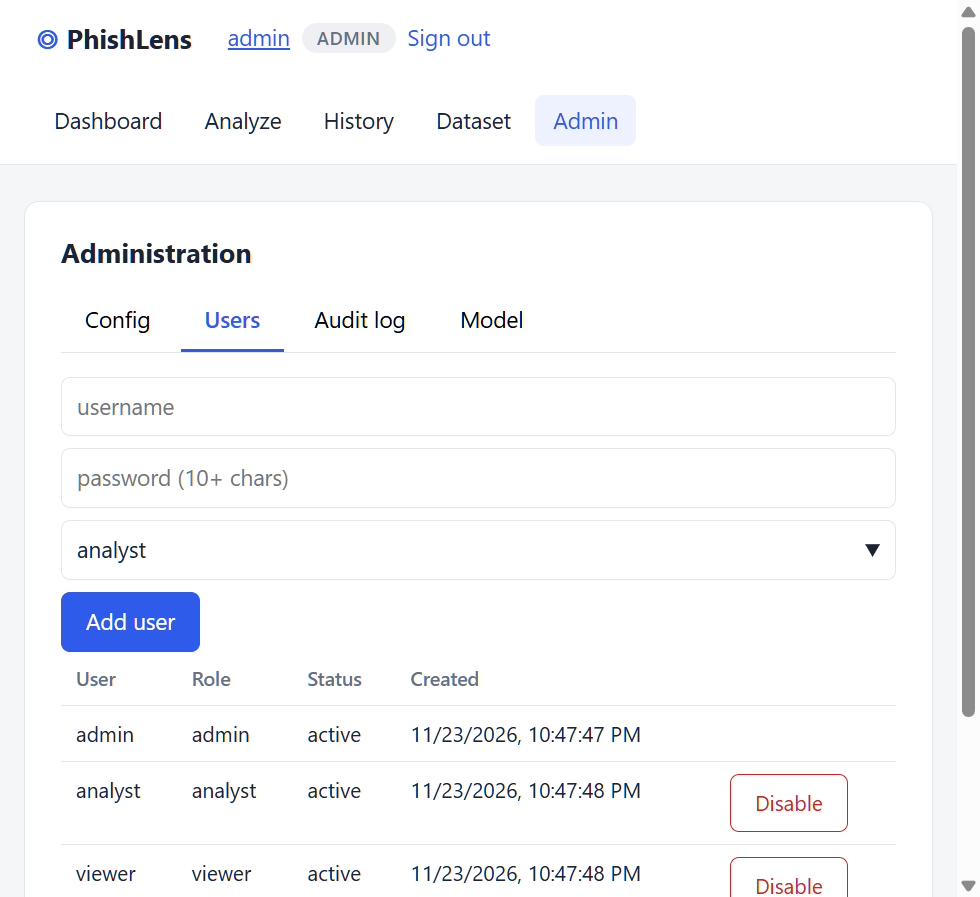 PhishLens admin ADMIN Sign out
Dashboard Analyze History Dataset Admin
Administration
Config Users Audit log Model
username
password (10+ chars)
analyst
Add user
User Role Status Created
admin admin active 11/23/2026, 10:47:47 PM
analyst analyst active 11/23/2026, 10:47:48 PM Disable
viewer viewer active 11/23/2026, 10:47:48 PM Disable